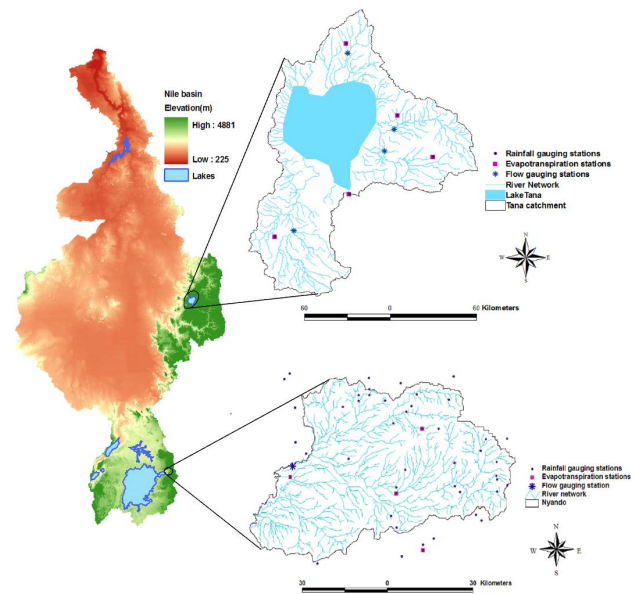 Nile basin
Elevation(m)
High : 4881
Low : 225
Lakes
Rainfall gauging stations
Evapotranspiration stations
Flow gauging stations
River Network
Lake Tana
Tana catchment
N
W E
S
60 0 60 Kilometers
Rainfall gauging stations
Evapotranspiration stations
Flow gauging station
River network
Nyando
N
W E
S
30 0 30 Kilometers